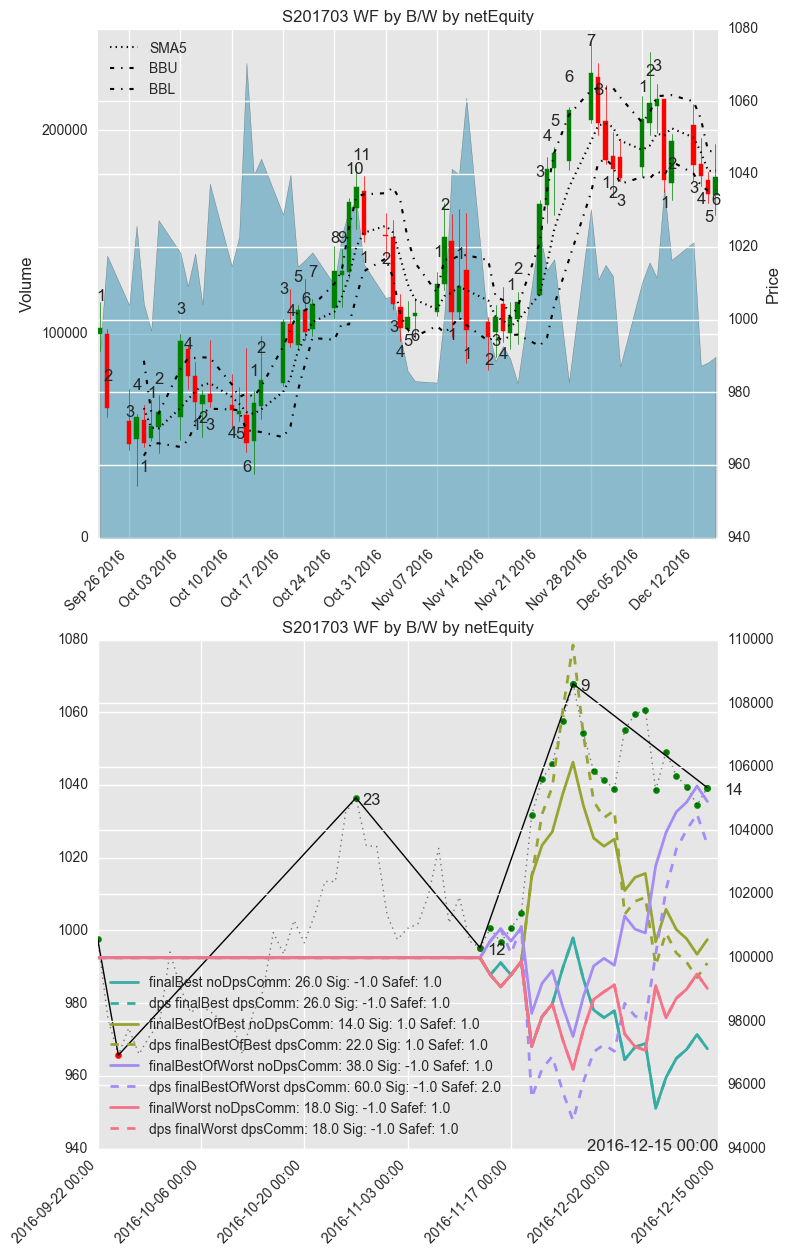 S201703 WF by B/W by netEquity
SMA5
BBU
BBL
200000
100000
0
Volume
1080
1060
1040
1020
1000
980
960
940
Price
Sep 26 2016
Oct 03 2016
Oct 10 2016
Oct 17 2016
Oct 24 2016
Oct 31 2016
Nov 07 2016
Nov 14 2016
Nov 21 2016
Nov 28 2016
Dec 05 2016
Dec 12 2016
S201703 WF by B/W by netEquity
1080
1060
1040
1020
1000
980
960
940
110000
108000
106000
104000
102000
100000
98000
96000
94000
23
12
9
14
finalBest noDpsComm: 26.0 Sig: -1.0 Safef: 1.0
dps finalBest dpsComm: 26.0 Sig: -1.0 Safef: 1.0
finalBestOfBest noDpsComm: 14.0 Sig: 1.0 Safef: 1.0
dps finalBestOfBest dpsComm: 22.0 Sig: 1.0 Safef: 1.0
finalBestOfWorst noDpsComm: 38.0 Sig: -1.0 Safef: 1.0
dps finalBestOfWorst dpsComm: 60.0 Sig: -1.0 Safef: 2.0
finalWorst noDpsComm: 18.0 Sig: -1.0 Safef: 1.0
dps finalWorst dpsComm: 18.0 Sig: -1.0 Safef: 1.0
2016-12-15 00:00
2016-09-22 00:00
2016-10-06 00:00
2016-10-20 00:00
2016-11-03 00:00
2016-11-17 00:00
2016-12-02 00:00
2016-12-15 00:00